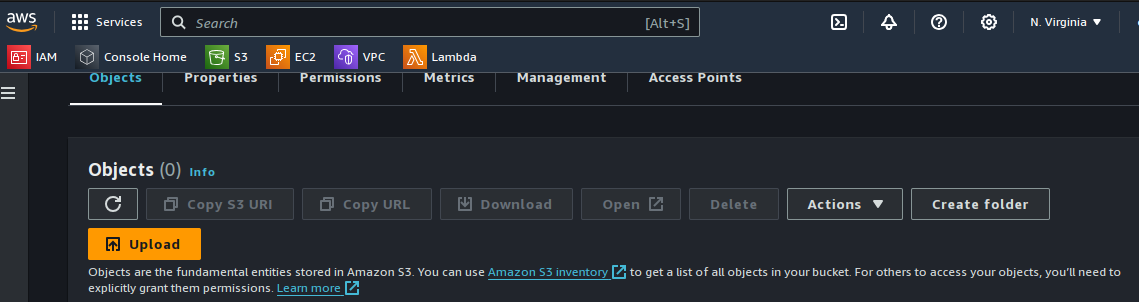 aws Services Search [Alt+S] N. Virginia
IAM Console Home S3 EC2 VPC Lambda
Objects Properties Permissions Metrics Management Access Points
Objects (0) Info
Copy S3 URI Copy URL Download Open Delete Actions Create folder
Upload
Objects are the fundamental entities stored in Amazon S3. You can use Amazon S3 inventory to get a list of all objects in your bucket. For others to access your objects, you'll need to
explicitly grant them permissions. Learn more